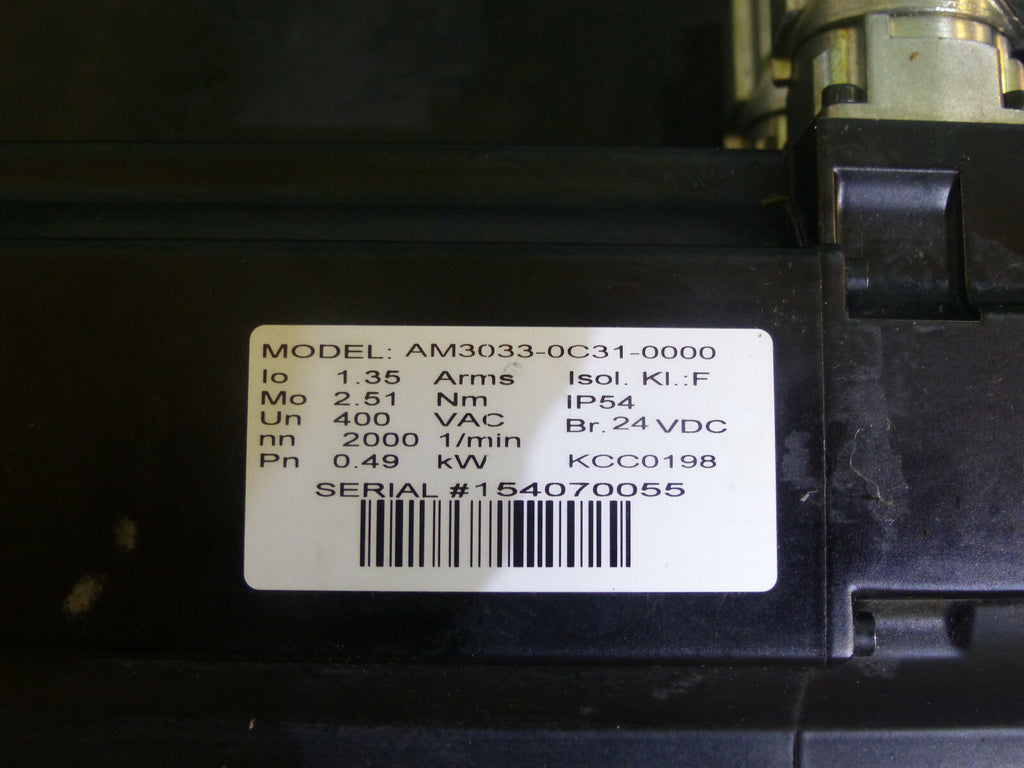 MODEL: AM3033-0C31-0000
Io 1.35 Arms Isol. Kl.:F
Mo 2.51 Nm IP54
Un 400 VAC Br. 24 VDC
nn 2000 1/min
Pn 0.49 kW KCC0198
SERIAL #154070055